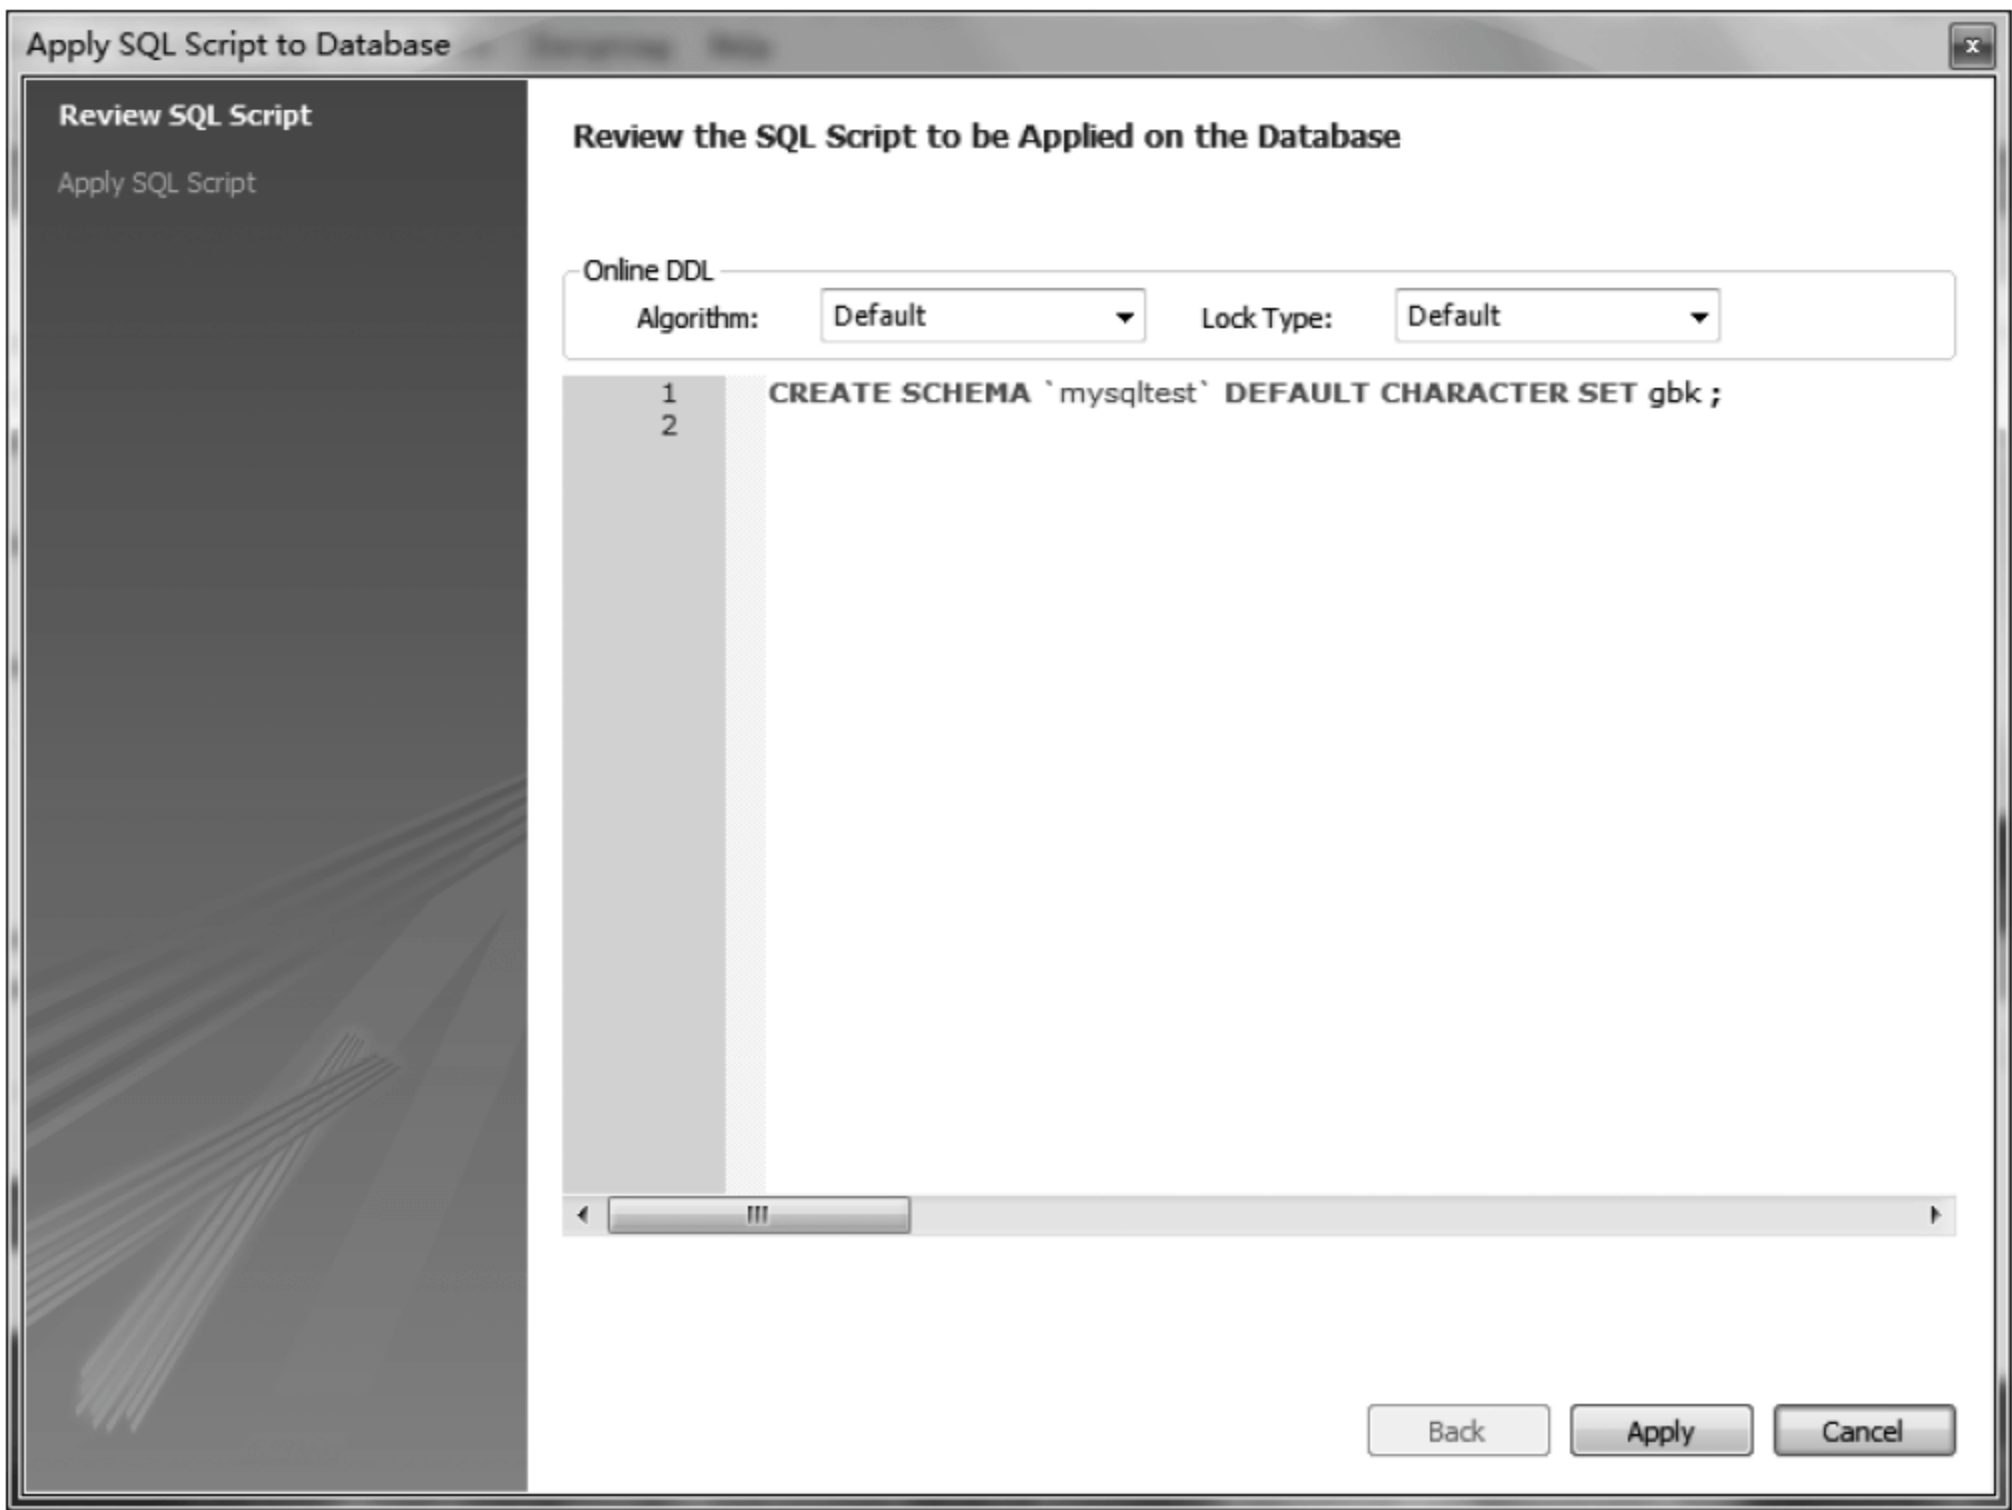 Apply SQL Script to Database
Review SQL Script
Apply SQL Script
Review the SQL Script to be Applied on the Database
Online DDL
Algorithm: Default Lock Type: Default
1 CREATE SCHEMA `mysqltest` DEFAULT CHARACTER SET gbk ;
2
Back Apply Cancel